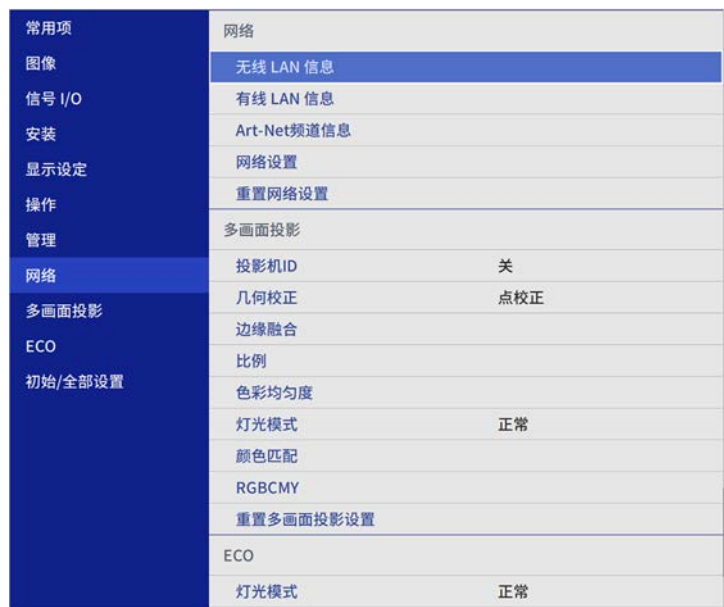 常用项
图像
信号 I/O
安装
显示设定
操作
管理
网络
多画面投影
ECO
初始/全部设置
网络
无线 LAN 信息
有线 LAN 信息
Art-Net频道信息
网络设置
重置网络设置
多画面投影
投影机ID 关
几何校正 点校正
边缘融合
比例
色彩均匀度
灯光模式 正常
颜色匹配
RGBCMY
重置多画面投影设置
ECO
灯光模式 正常